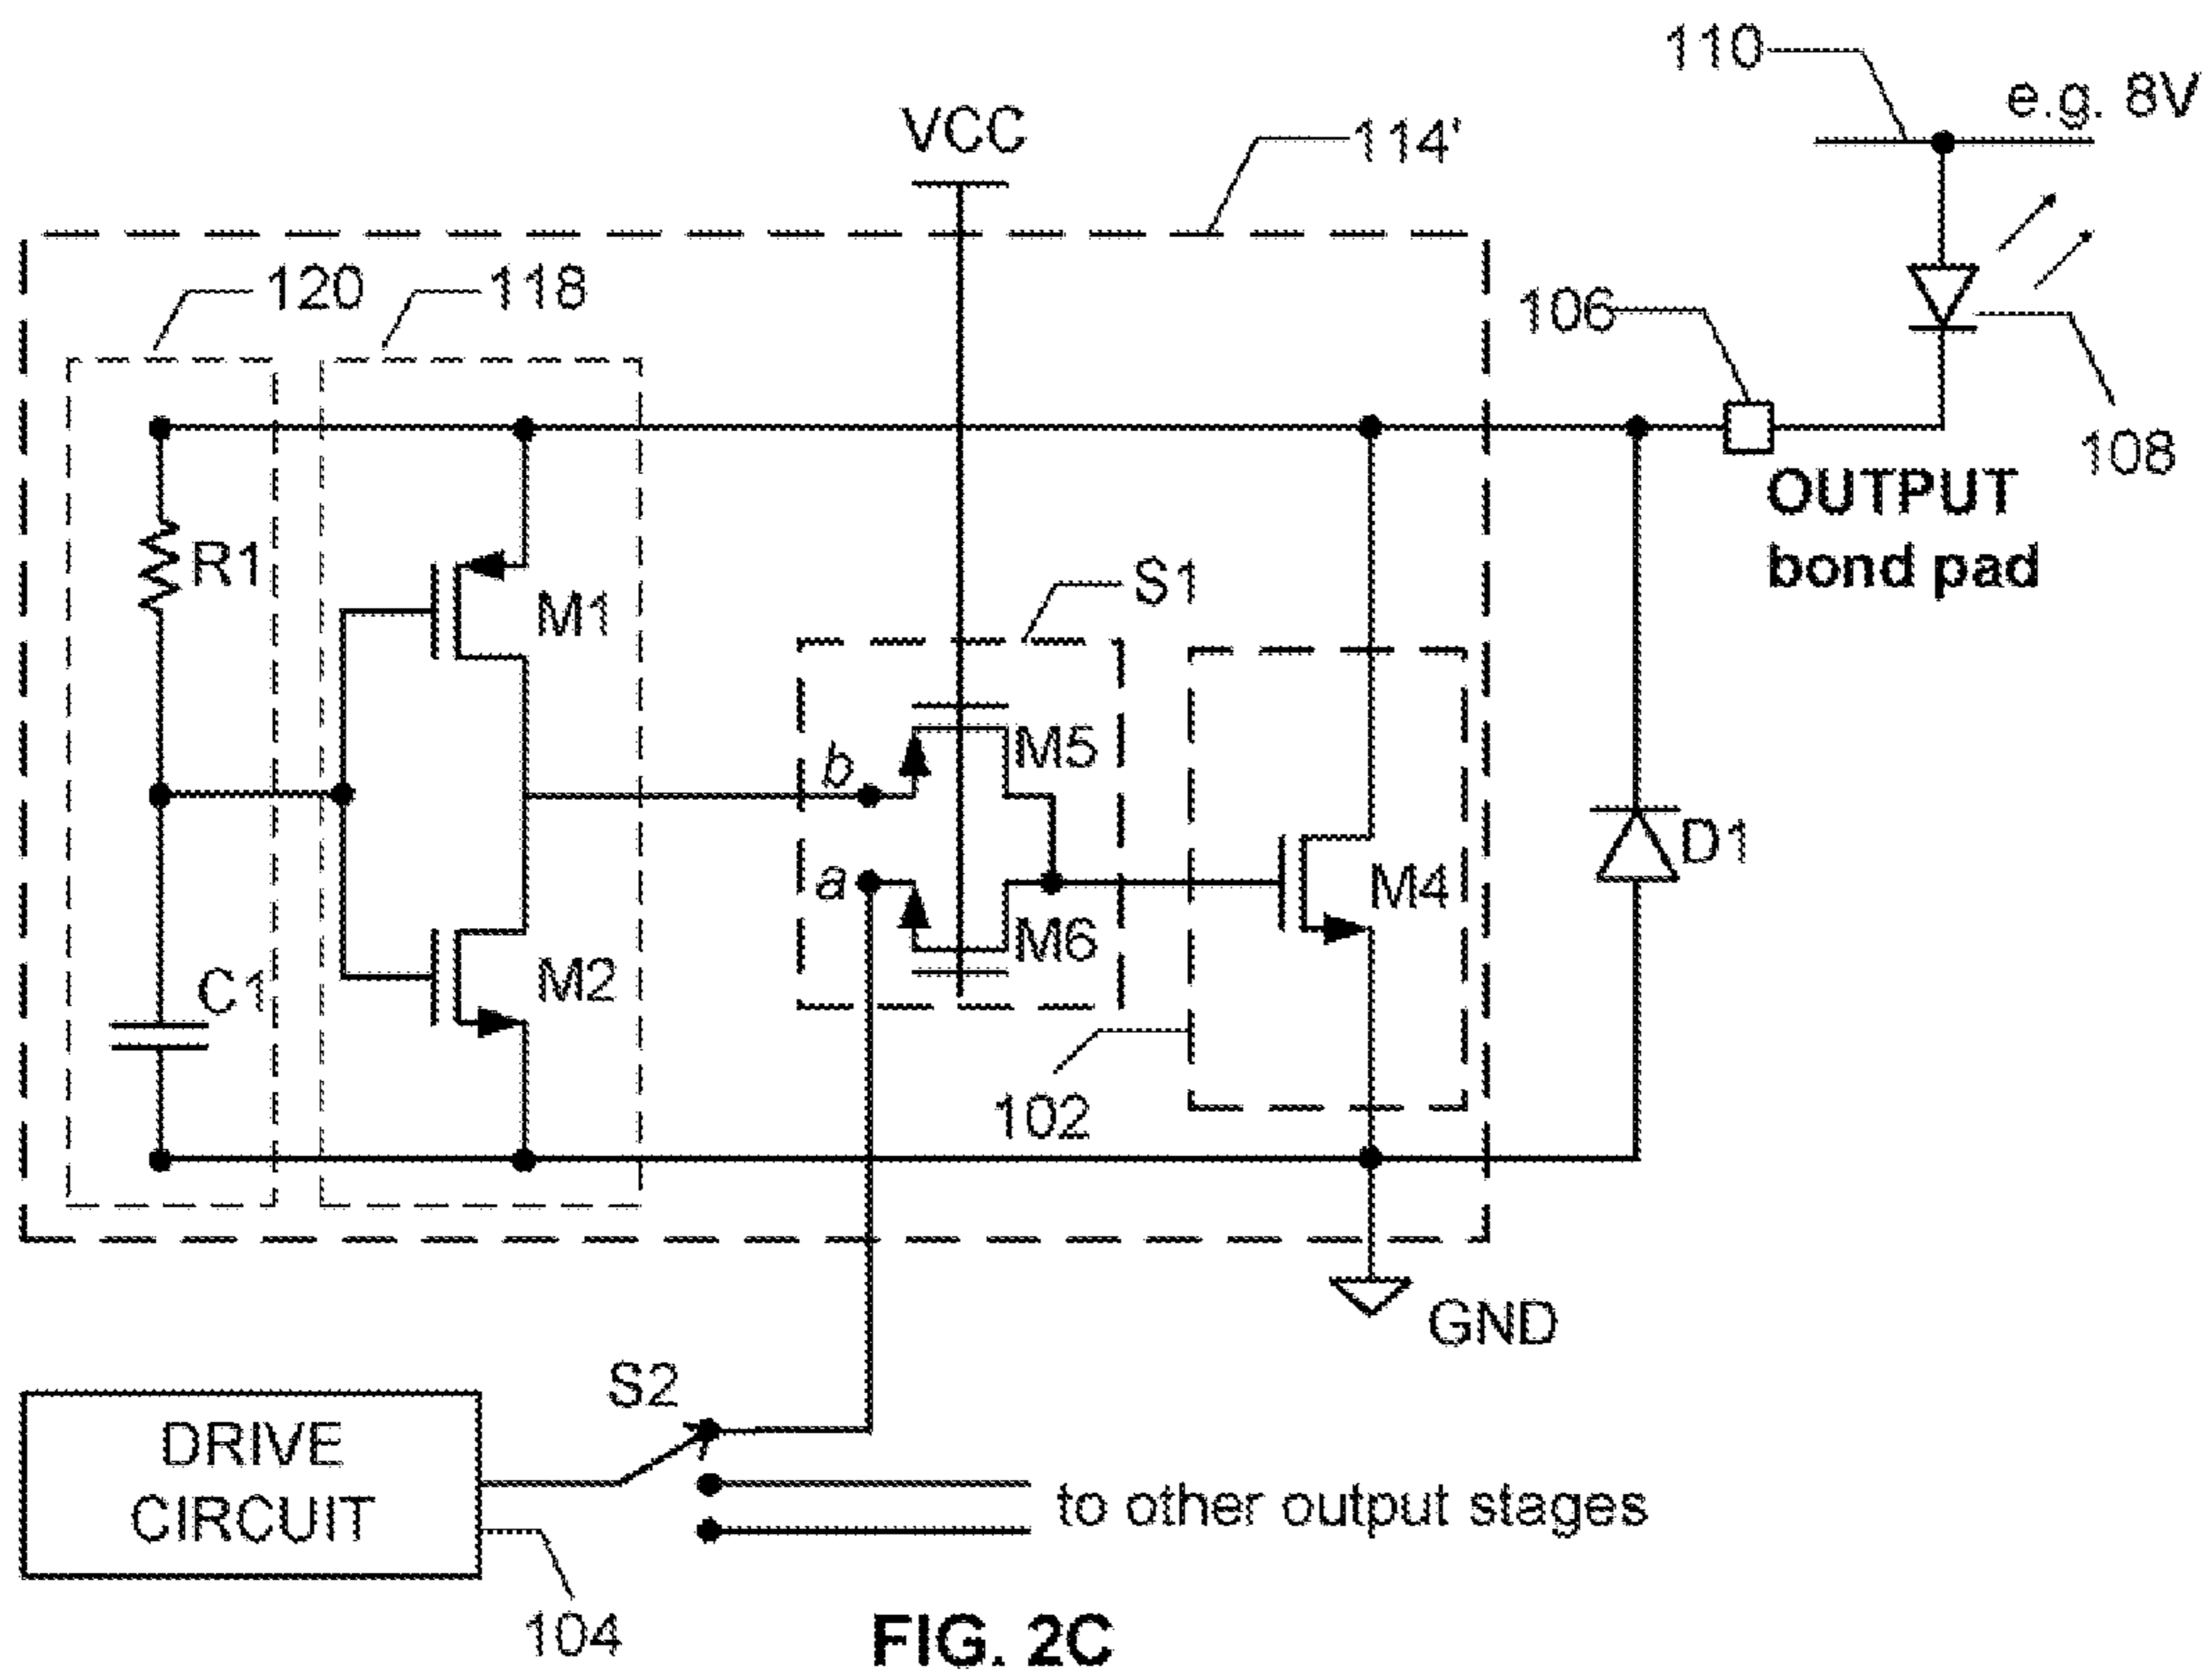 110
e.g. 8V
VCC
114'
120
118
106
108
OUTPUT
bond pad
R1
M1
S1
b
M5
a
M6
M4
D1
C1
M2
102
GND
S2
DRIVE
CIRCUIT
to other output stages
104
FIG. 2C